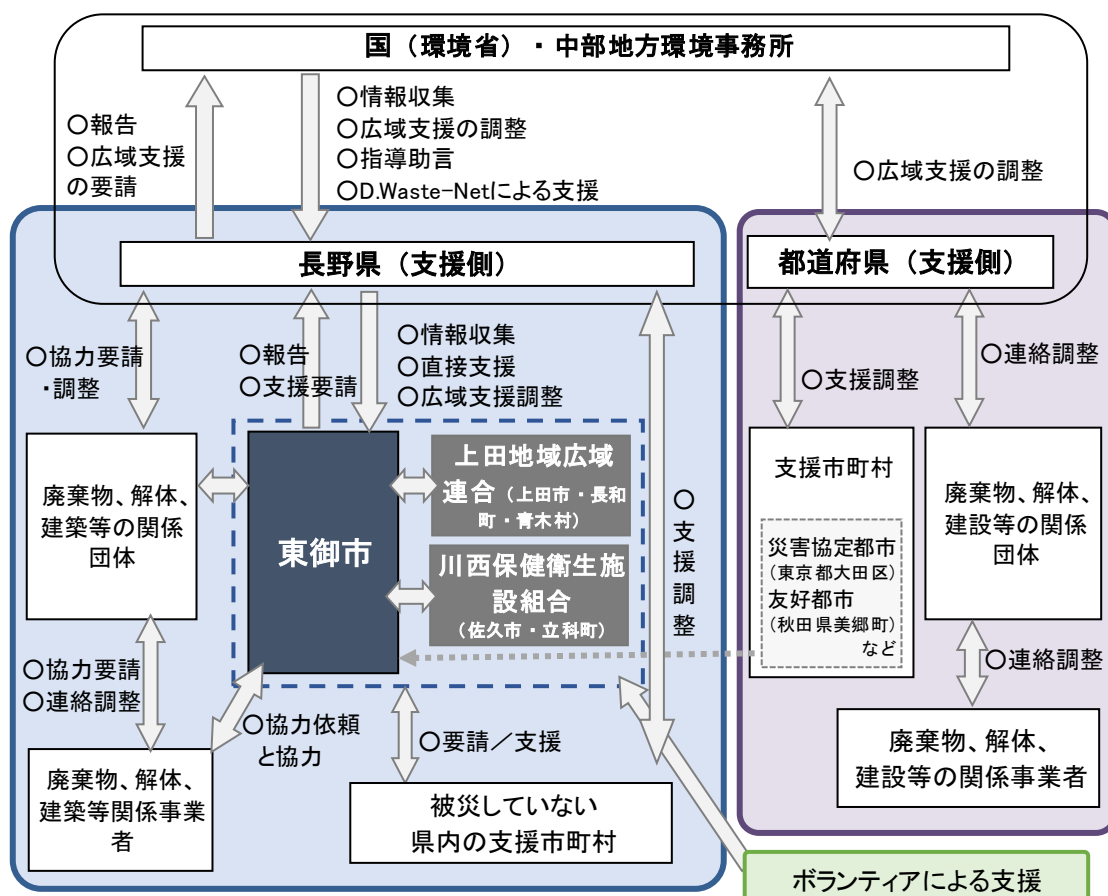 国（環境省）・中部地方環境事務所
〇報告
〇広域支援
の要請
〇情報収集
〇広域支援の調整
〇指導助言
〇D.Waste-Netによる支援
〇広域支援の調整
長野県（支援側）
都道府県（支援側）
〇協力要請
・調整
〇報告
〇支援要請
〇情報収集
〇直接支援
〇広域支援調整
〇支援調整
〇連絡調整
廃棄物、解体、
建築等の関係
団体
東御市
上田地域広域
連合（上田市・長和
町・青木村）
川西保健衛生施
設組合
（佐久市・立科町）
〇支援調整
支援市町村
災害協定都市
（東京都大田区）
友好都市
（秋田県美郷町）
など
廃棄物、解体、
建設等の関係
団体
〇協力要請
〇連絡調整
〇協力依頼
と協力
〇要請／支援
〇連絡調整
廃棄物、解体、
建築等関係事業
者
被災していない
県内の支援市町村
廃棄物、解体、
建設等の関係事業者
ボランティアによる支援